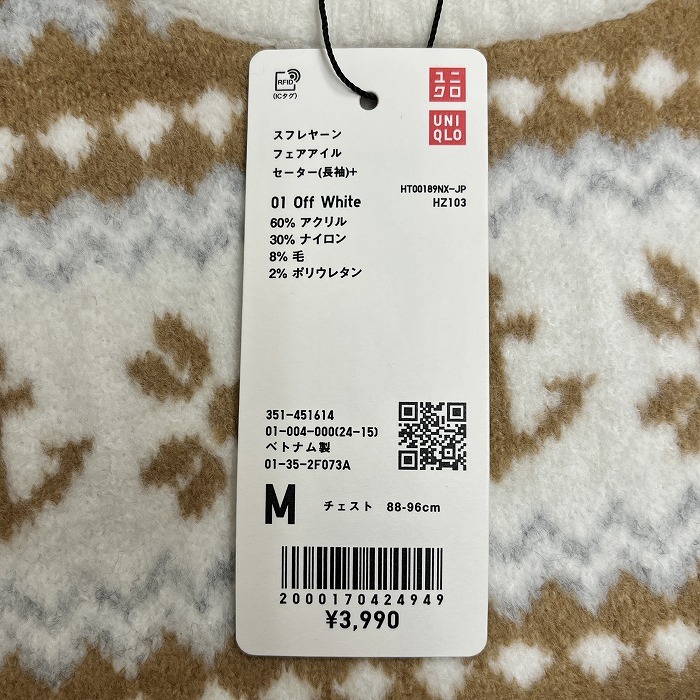 RFID
(ICタグ)
ユニ
クロ
UNI
QLO
スフレヤーン
フェアアイル
セーター(長袖)+
HT00189NX-JP
01 Off White
HZ103
60% アクリル
30% ナイロン
8% 毛
2% ポリウレタン
351-451614
01-004-000(24-15)
ベトナム製
01-35-2F073A
M チェスト 88-96cm
2000170424949
¥3,990